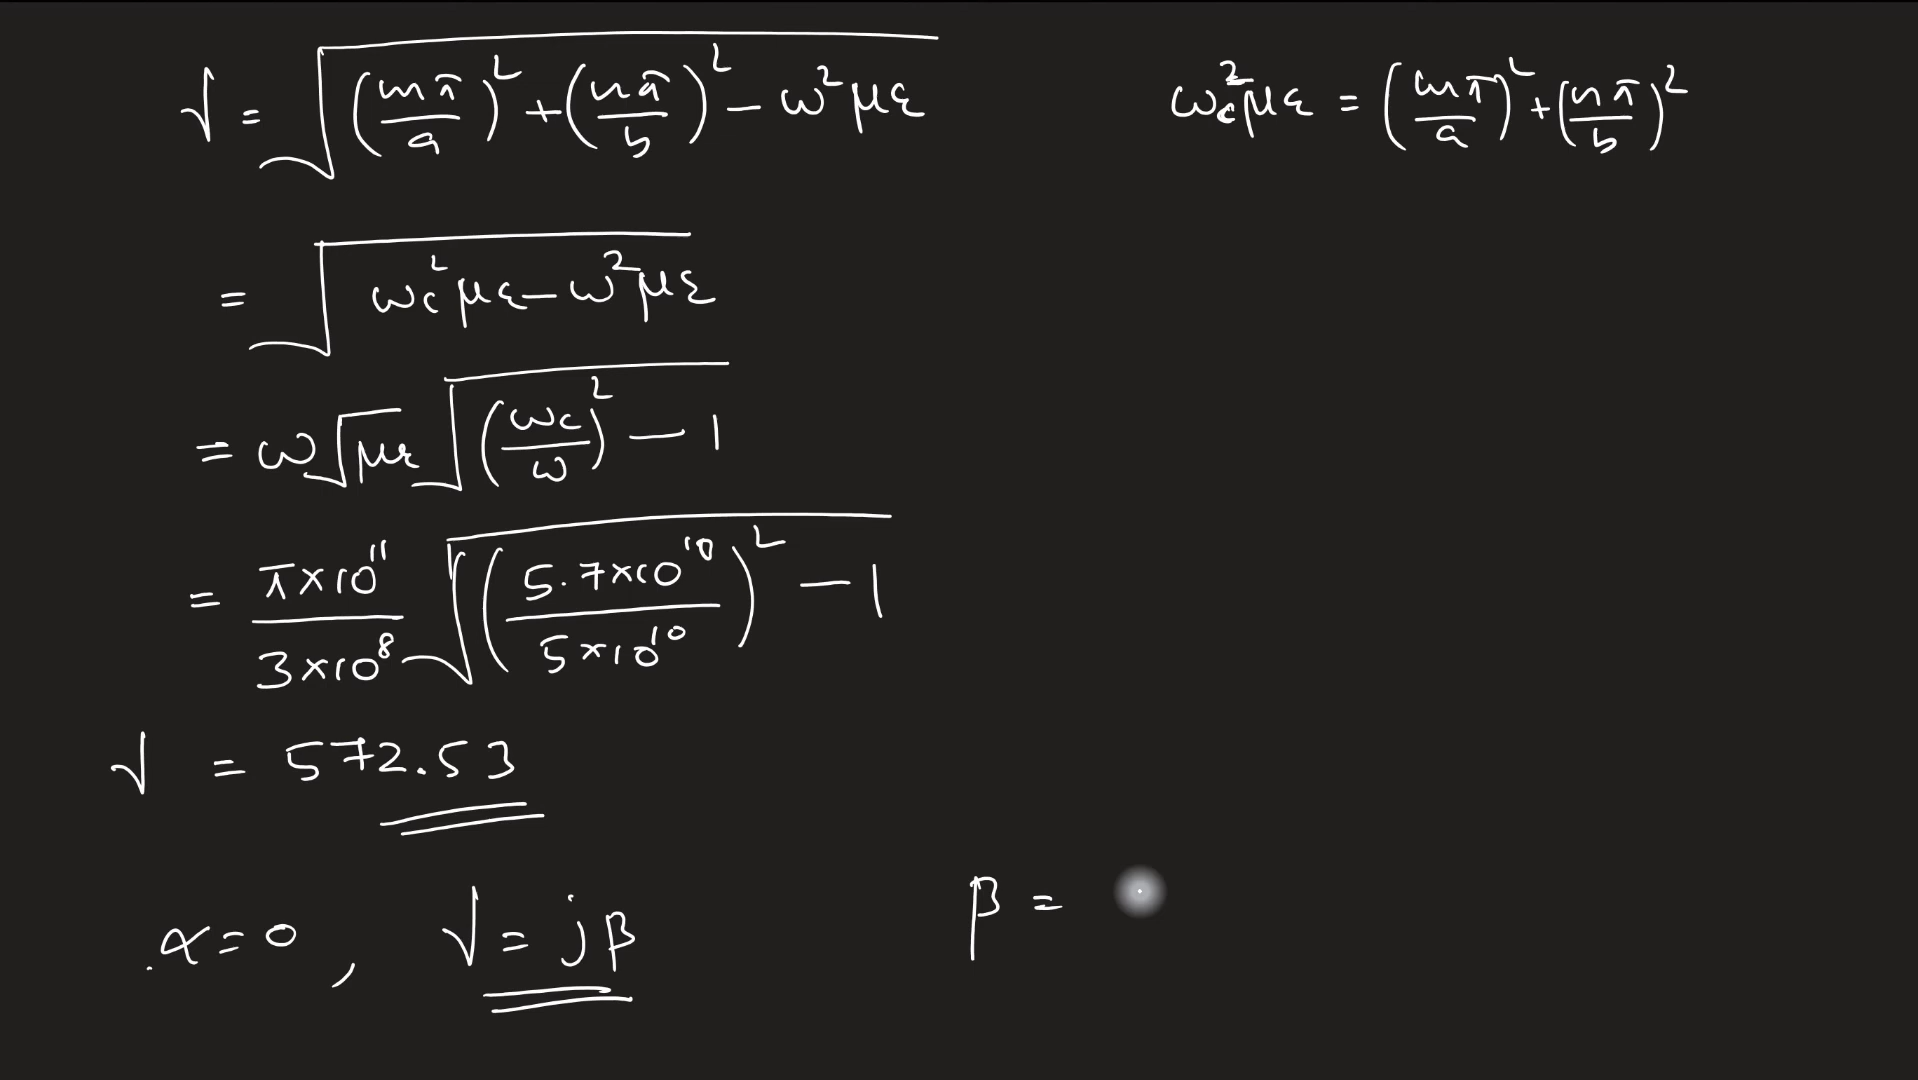 γ = √((mπ/a)² + (nπ/b)² − ω²με)
ωc²με = (mπ/a)² + (nπ/b)²
= √(ωc²με − ω²με)
= ω√με √((ωc/ω)² − 1)
= π×10¹¹/3×10⁸ √((5.7×10¹⁰/5×10¹⁰)² − 1)
γ = 572.53
α = 0, γ = jβ
β =